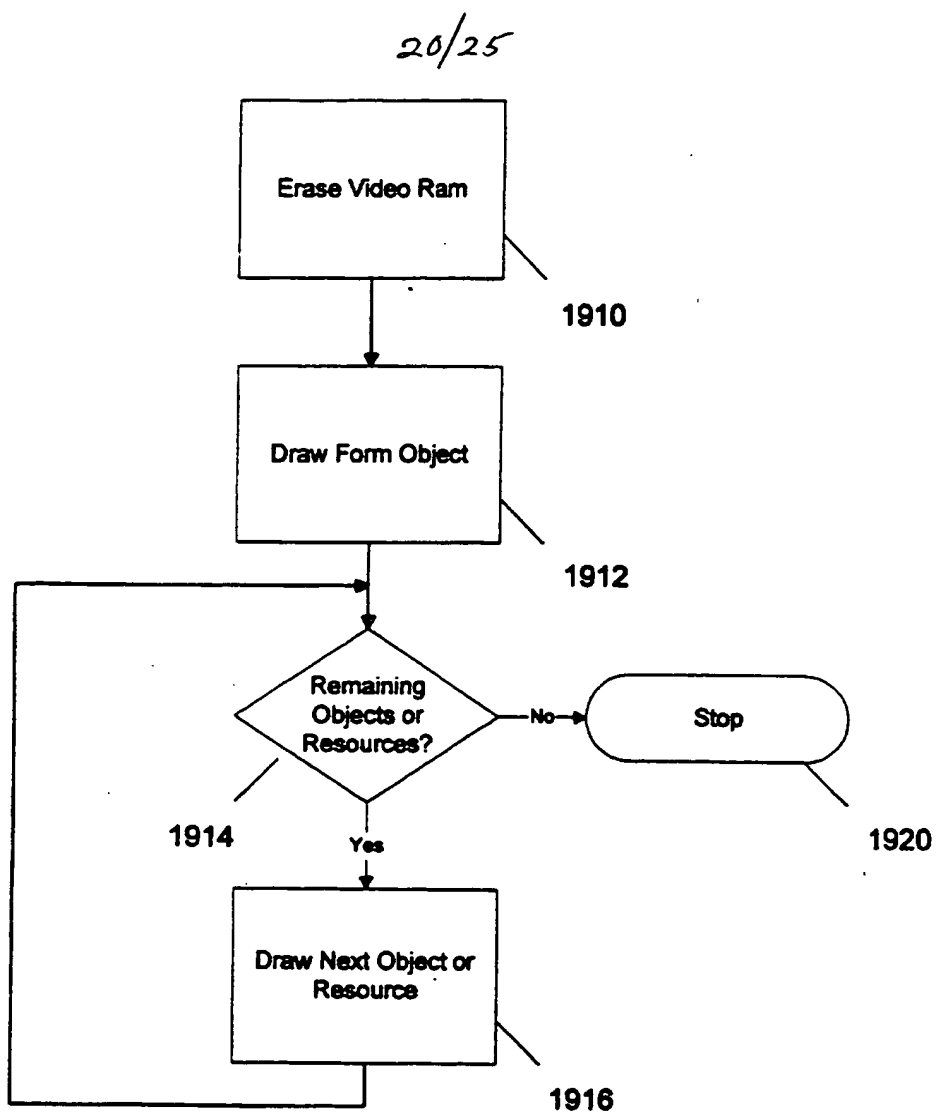 20/25
Erase Video Ram
1910
Draw Form Object
1912
Remaining
Objects or
Resources?
No
Stop
1914
1920
Yes
Draw Next Object or
Resource
1916